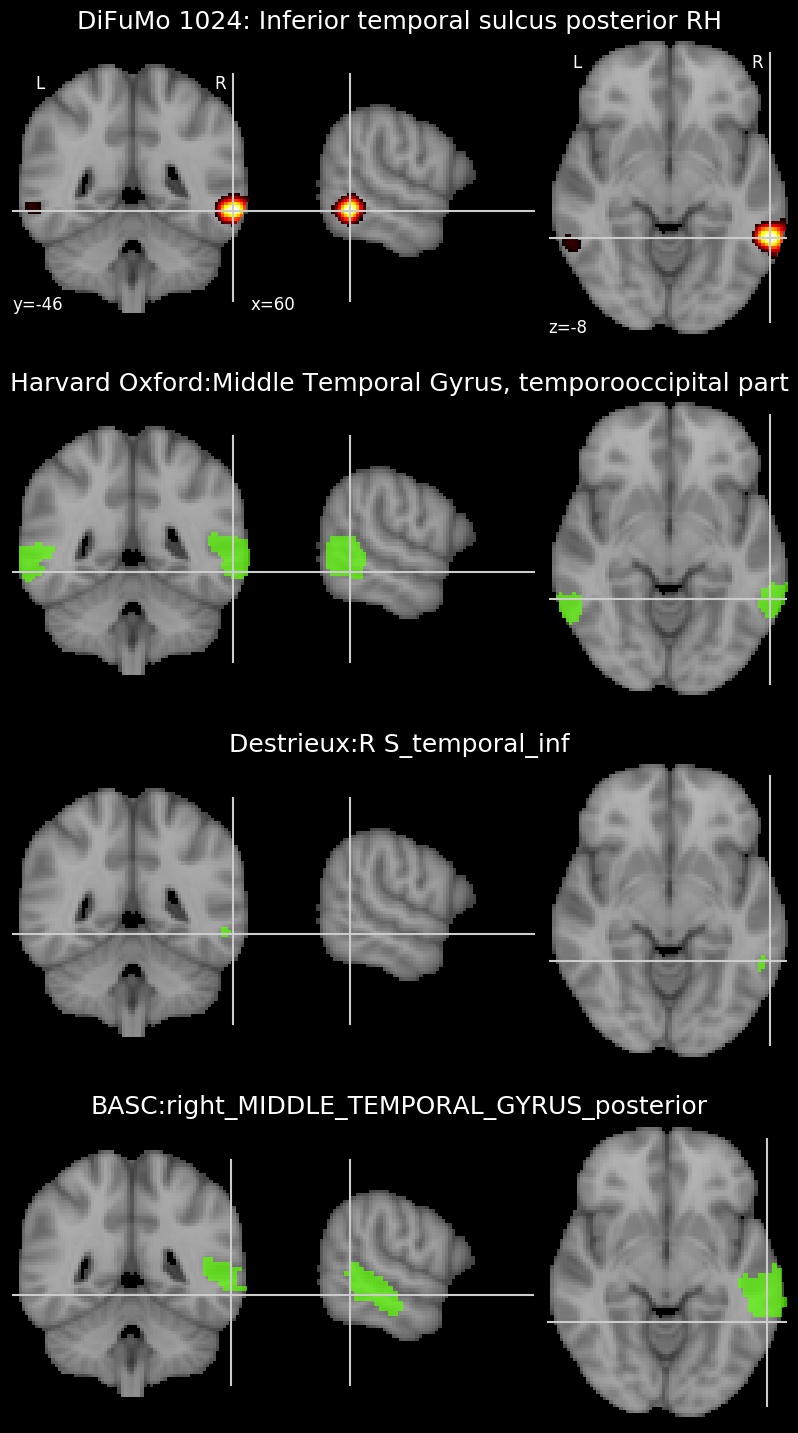 DiFuMo 1024: Inferior temporal sulcus posterior RH
L R L R
y=-46 x=60 z=-8
Harvard Oxford:Middle Temporal Gyrus, temporooccipital part
Destrieux:R S_temporal_inf
BASC:right_MIDDLE_TEMPORAL_GYRUS_posterior